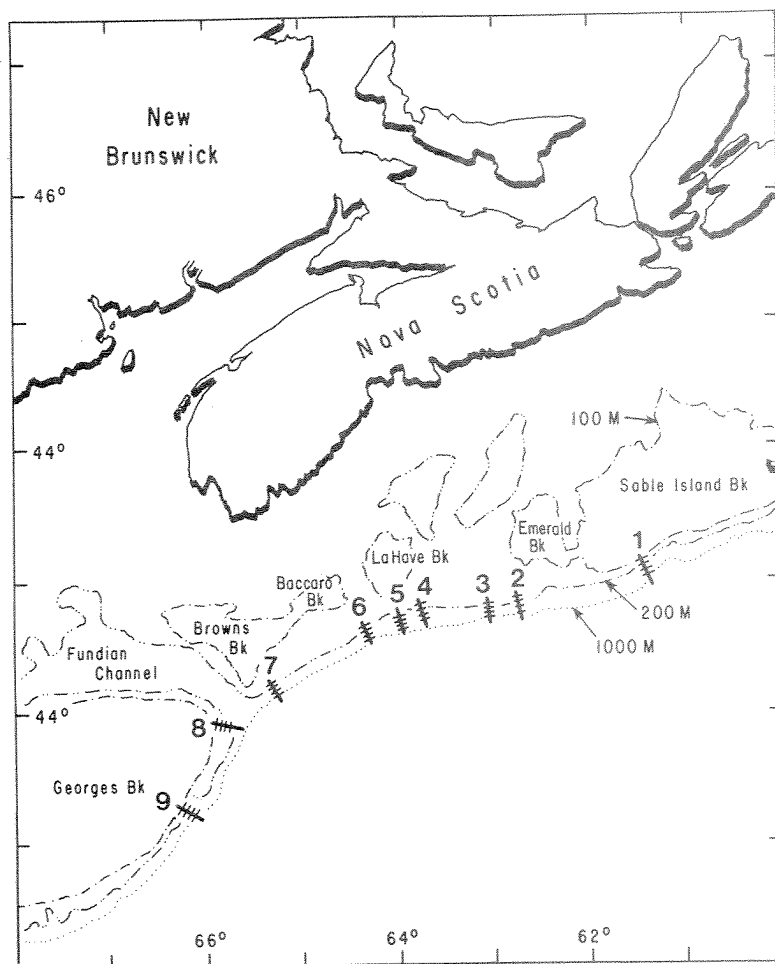 New
Brunswick
46°
Nova Scotia
44°
100 M
Sable Island Bk
Emerald
Bk
LaHave Bk
Baccaro
Bk
1
2
3
4
5
6
200 M
1000 M
Browns
Bk
Fundian
Channel
7
44°
8
Georges Bk
9
66°
64°
62°